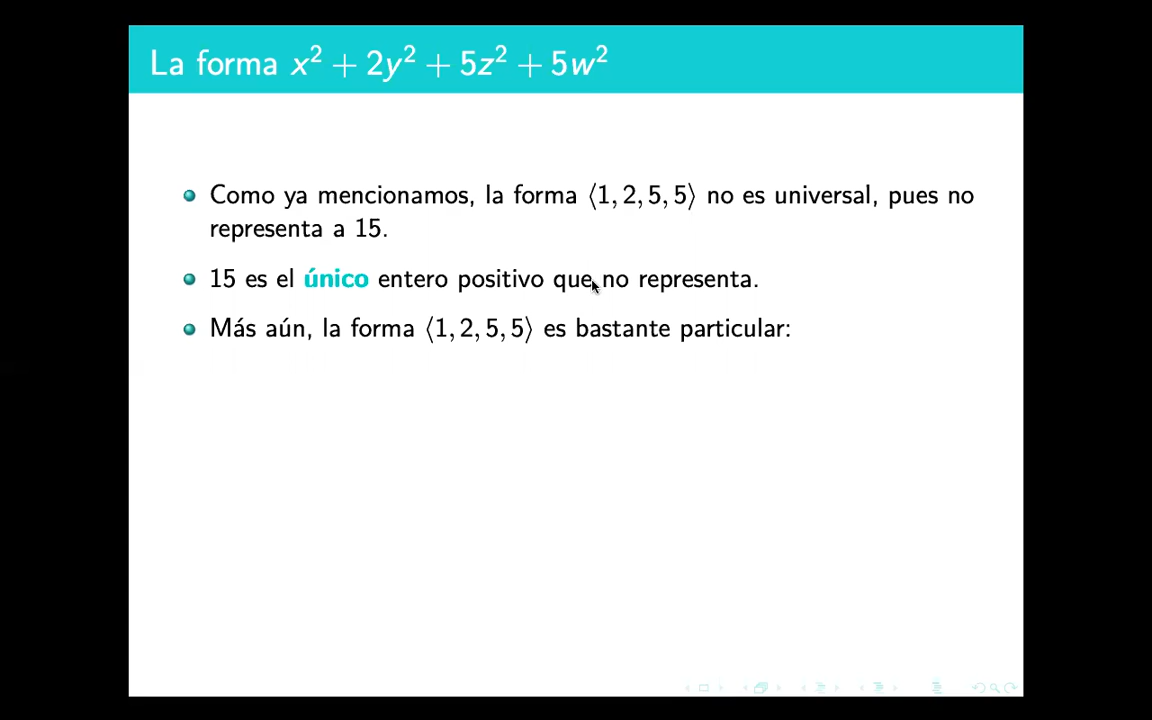 La forma x² + 2y² + 5z² + 5w²
Como ya mencionamos, la forma ⟨1, 2, 5, 5⟩ no es universal, pues no
representa a 15.
15 es el único entero positivo que no representa.
Más aún, la forma ⟨1, 2, 5, 5⟩ es bastante particular: